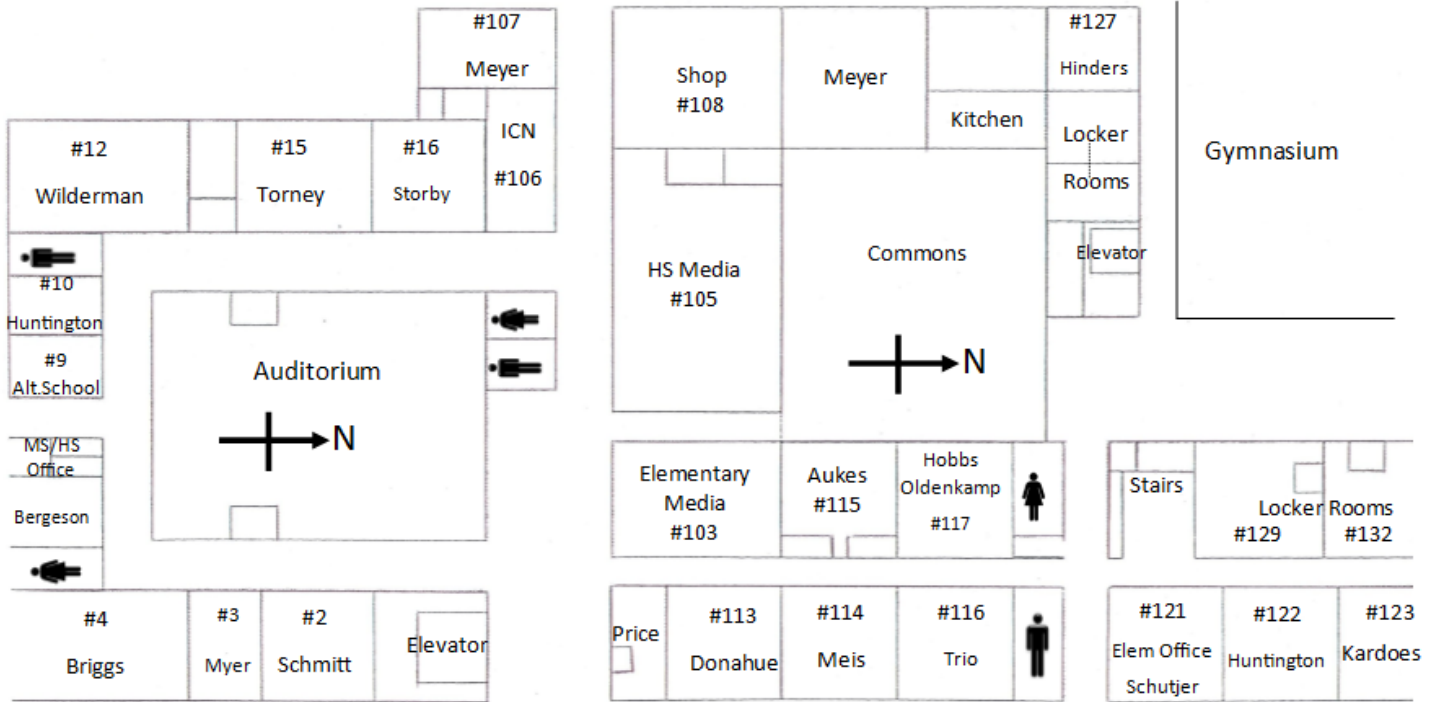 #107
Meyer
#12
Wilderman
#15
Torney
#16
Storby
ICN
#106
#10
Huntington
#9
Alt.School
Auditorium
N
MS/HS
Office
Bergeson
#4
Briggs
#3
Myer
#2
Schmitt
Elevator
Shop
#108
Meyer
Kitchen
#127
Hinders
Locker
Rooms
Elevator
Gymnasium
HS Media
#105
Commons
N
Elementary
Media
#103
Aukes
#115
Hobbs
Oldenkamp
#117
Stairs
Locker Rooms
#129
#132
Price
#113
Donahue
#114
Meis
#116
Trio
#121
Elem Office
Schutjer
#122
Huntington
#123
Kardoes